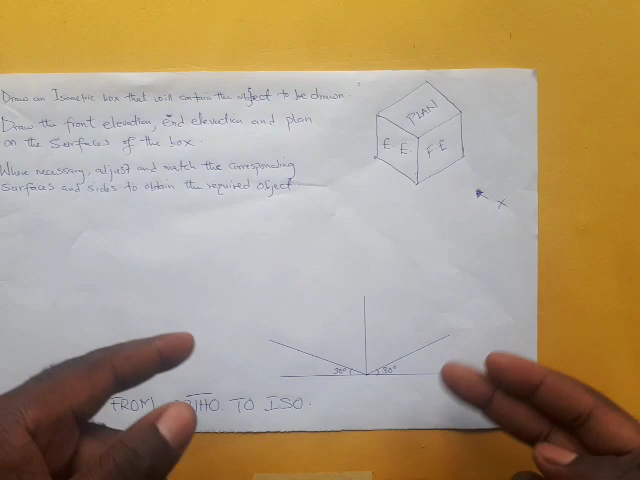 Draw an Isometric box that will contain the object to be drawn.
Draw the front elevation, end elevation and plan
on the surfaces of the box.
Where necessary, adjust and match the corresponding
surfaces and sides to obtain the required object.
PLAN
E E
F E
X
30° 30°
FROM ORTHO. TO ISO.